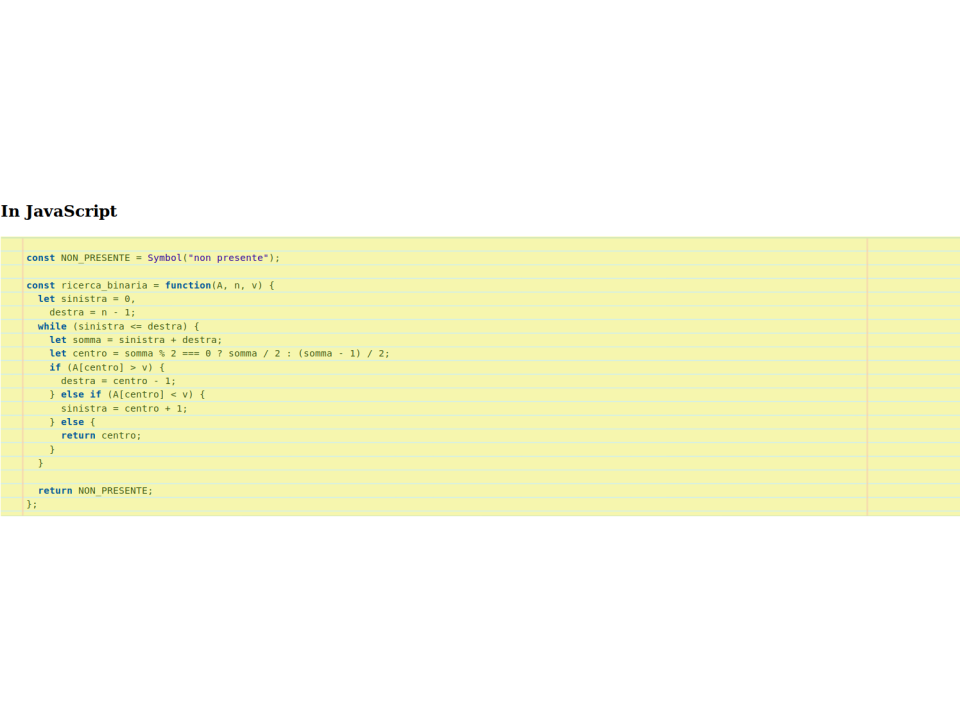 In JavaScript
const NON_PRESENTE = Symbol("non presente");
const ricerca_binaria = function(A, n, v) {
  let sinistra = 0,
    destra = n - 1;
  while (sinistra <= destra) {
    let somma = sinistra + destra;
    let centro = somma % 2 === 0 ? somma / 2 : (somma - 1) / 2;
    if (A[centro] > v) {
      destra = centro - 1;
    } else if (A[centro] < v) {
      sinistra = centro + 1;
    } else {
      return centro;
    }
  }
  return NON_PRESENTE;
};